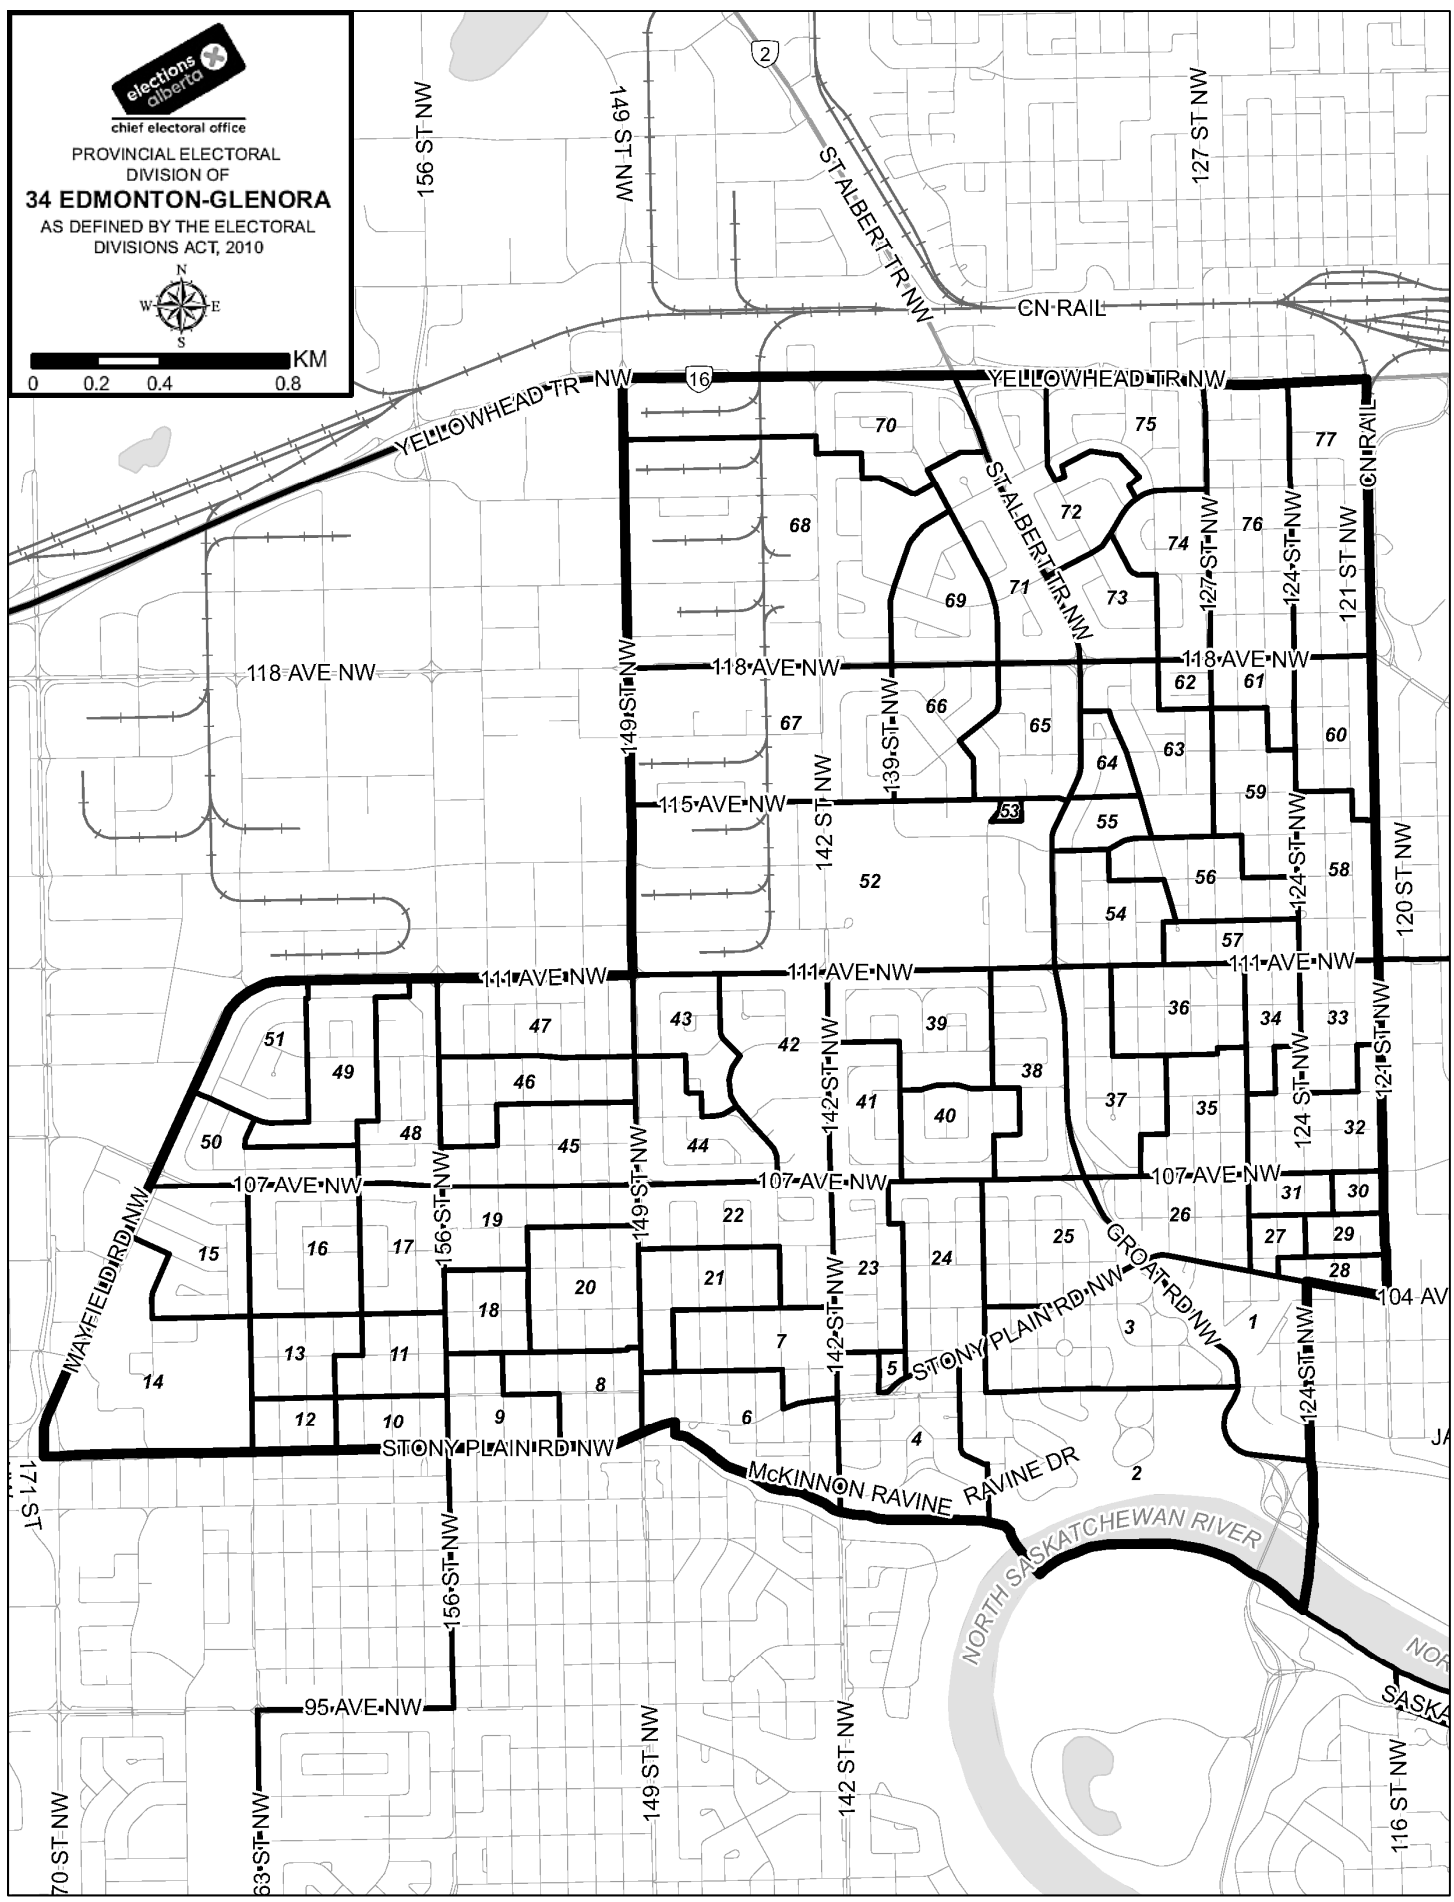 elections
alberta
chief electoral office
PROVINCIAL ELECTORAL
DIVISION OF
34 EDMONTON-GLENORA
AS DEFINED BY THE ELECTORAL
DIVISIONS ACT, 2010
N
W E
S
KM
0 0.2 0.4 0.8
2
156 ST NW
149 ST NW
127 ST NW
ST ALBERT TR NW
CN RAIL
YELLOWHEAD TR NW
16
YELLOWHEAD TR NW
CN RAIL
70
75
77
68
72
76
74
ST ALBERT TR NW
127 ST NW
124 ST NW
121 ST NW
69
71
73
118 AVE NW
118 AVE NW
118 AVE NW
149 ST NW
62
61
66
67
65
139 ST NW
63
60
64
142 ST NW
59
115 AVE NW
53
55
124 ST NW
120 ST NW
52
56
58
54
57
111 AVE NW
111 AVE NW
111 AVE NW
36
47
43
39
34
33
51
42
142 ST NW
121 ST NW
49
46
38
124 ST NW
41
40
37
35
50
48
45
44
32
107 AVE NW
107 AVE NW
107 AVE NW
156 ST NW
149 ST NW
31
30
MAYFIELD RD NW
19
22
26
15
16
17
25
27
29
GROAT RD NW
24
23
28
21
20
18
142 ST NW
STONY PLAIN RD NW
104 AV
1
3
7
13
11
14
5
8
124 ST NW
12
10
9
6
4
STONY PLAIN RD NW
JA
171 ST
McKINNON RAVINE
RAVINE DR
2
NORTH SASKATCHEWAN RIVER
156 ST NW
NOR
SASKA
95 AVE NW
149 ST NW
142 ST NW
116 ST NW
70 ST NW
63 ST NW